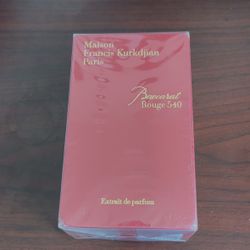 Maison
Francis Kurkdjian
Paris
Baccarat
Rouge 540
Extrait de parfum